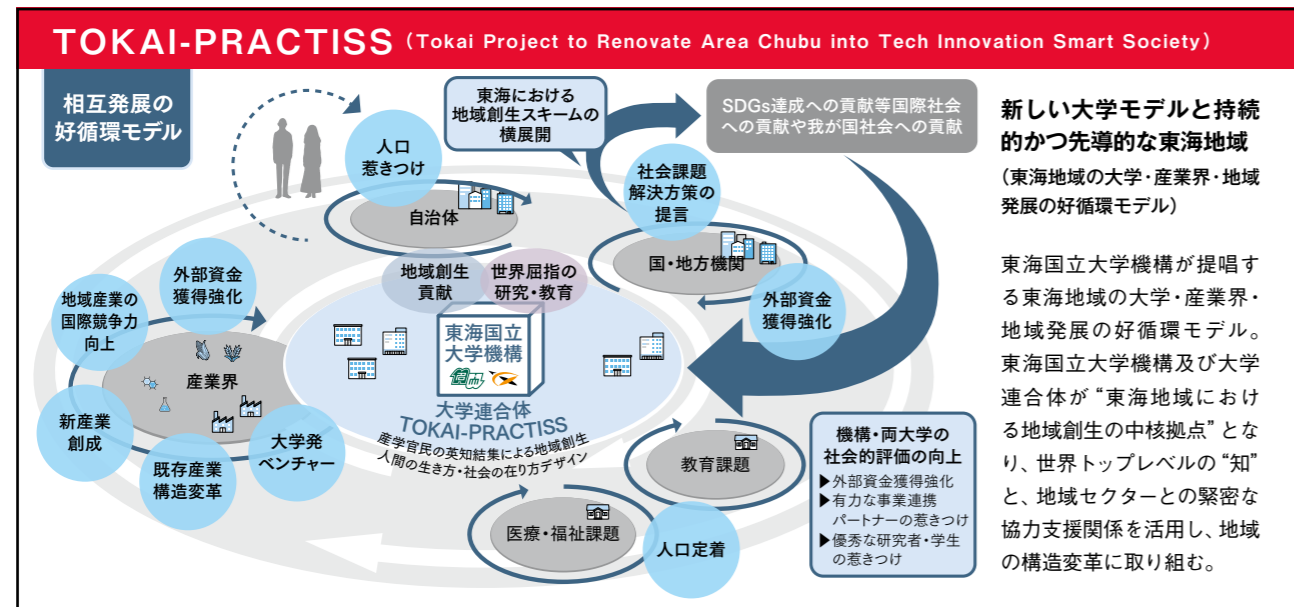 TOKAI-PRACTISS (Tokai Project to Renovate Area Chubu into Tech Innovation Smart Society)
相互発展の
好循環モデル
人口
惹きつけ
東海における
地域創生スキームの
横展開
SDGs達成への貢献等国際社会
への貢献や我が国社会への貢献
社会課題
解決方策の
提言
自治体
国・地方機関
外部資金
獲得強化
地域創生
貢献
世界屈指の
研究・教育
外部資金
獲得強化
地域産業の
国際競争力
向上
産業界
新産業
創成
既存産業
構造変革
大学発
ベンチャー
東海国立
大学機構
大学連合体
TOKAI-PRACTISS
産学官民の英知結集による地域創生
人間の生き方・社会の在り方デザイン
教育課題
医療・福祉課題
人口定着
機構・両大学の
社会的評価の向上
▶外部資金獲得強化
▶有力な事業連携
パートナーの惹きつけ
▶優秀な研究者・学生
の惹きつけ
新しい大学モデルと持続
的かつ先導的な東海地域
（東海地域の大学・産業界・地域
発展の好循環モデル）
東海国立大学機構が提唱す
る東海地域の大学・産業界・
地域発展の好循環モデル。
東海国立大学機構及び大学
連合体が“東海地域におけ
る地域創生の中核拠点”とな
り、世界トップレベルの“知”
と、地域セクターとの緊密な
協力支援関係を活用し、地域
の構造変革に取り組む。